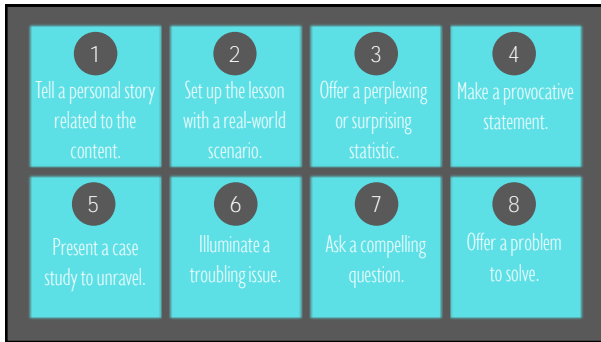 1
Tell a personal story
related to the
content.
2
Set up the lesson
with a real-world
scenario.
3
Offer a perplexing
or surprising
statistic.
4
Make a provocative
statement.
5
Present a case
study to unravel.
6
Illuminate a
troubling issue.
7
Ask a compelling
question.
8
Offer a problem
to solve.